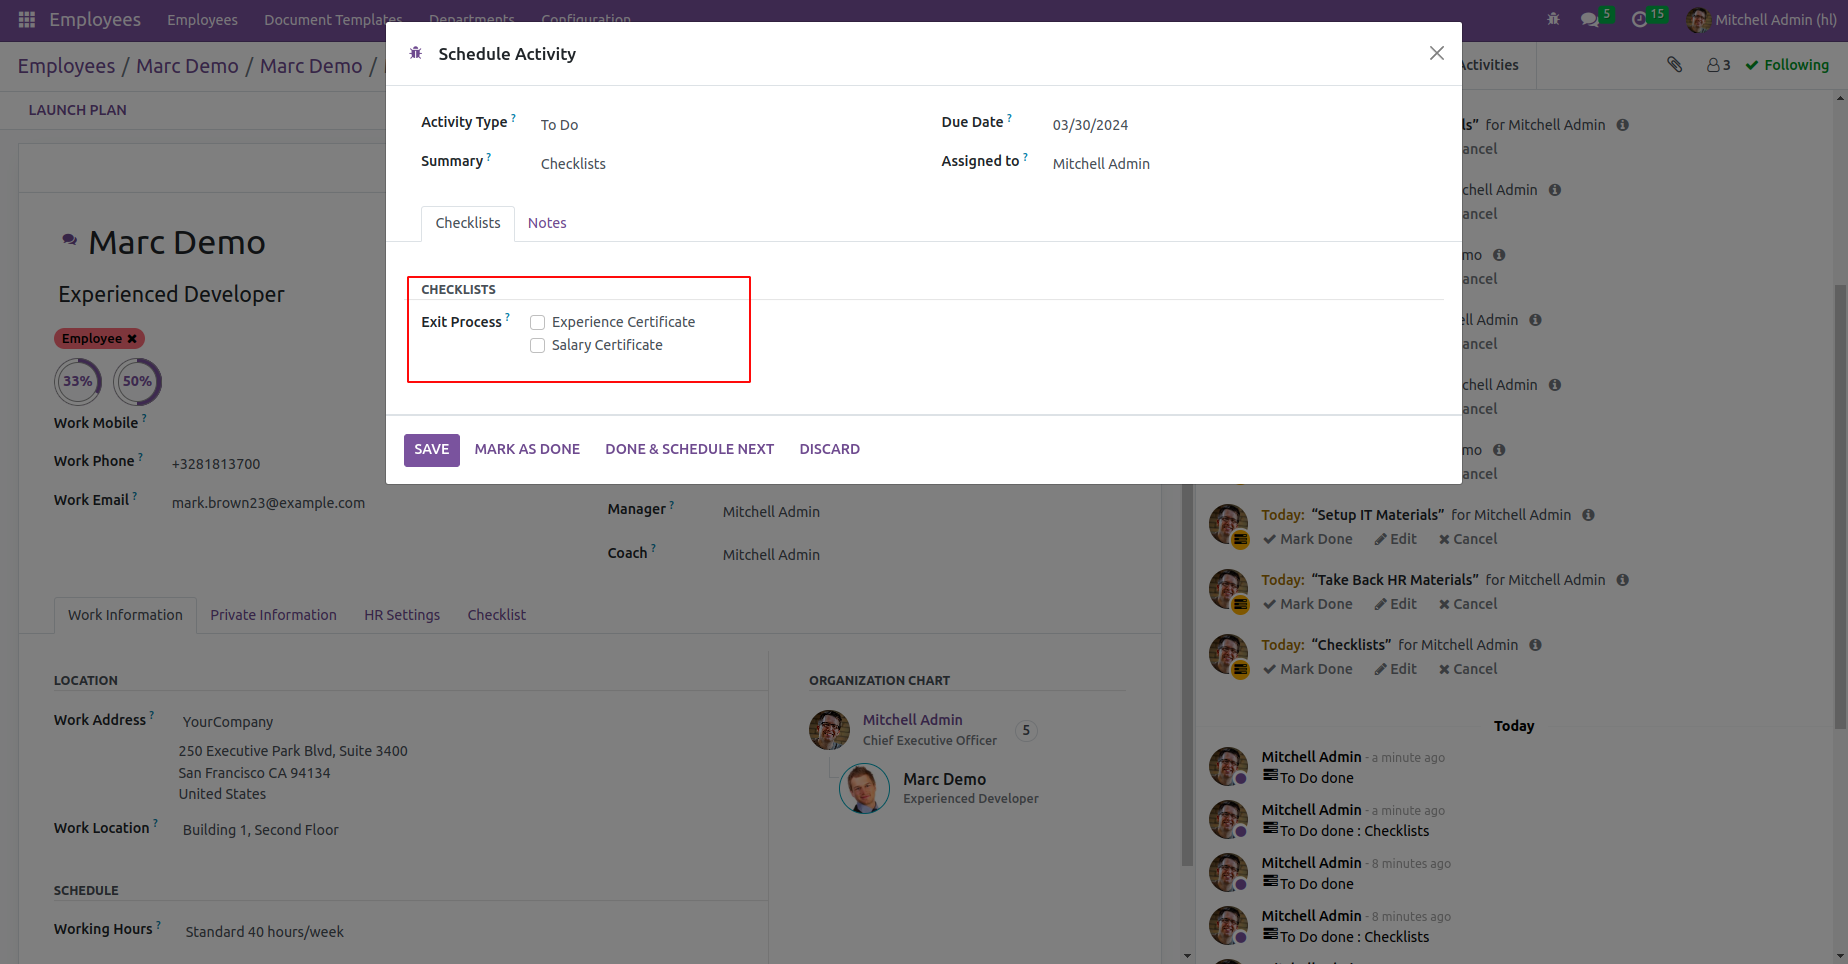 Employees Employees Document Templates Departments Configuration 5 15 Mitchell Admin (hl)
Schedule Activity
Employees / Marc Demo / Marc Demo /
Activities 3 Following
LAUNCH PLAN
Activity Type ? To Do
Due Date ? 03/30/2024
Summary ? Checklists
Assigned to ? Mitchell Admin
Checklists Notes
CHECKLISTS
Exit Process ? Experience Certificate
Salary Certificate
SAVE MARK AS DONE DONE & SCHEDULE NEXT DISCARD
Marc Demo
Experienced Developer
Employee
33% 50%
Work Mobile ?
Work Phone ? +3281813700
Work Email ? mark.brown23@example.com
Manager ? Mitchell Admin
Coach ? Mitchell Admin
Work Information Private Information HR Settings Checklist
LOCATION
Work Address ? YourCompany
250 Executive Park Blvd, Suite 3400
San Francisco CA 94134
United States
Work Location ? Building 1, Second Floor
SCHEDULE
Working Hours ? Standard 40 hours/week
ORGANIZATION CHART
Mitchell Admin 5
Chief Executive Officer
Marc Demo
Experienced Developer
ls” for Mitchell Admin
ancel
chell Admin
ancel
mo
ancel
ell Admin
ancel
chell Admin
ancel
mo
ancel
Today: “Setup IT Materials” for Mitchell Admin
Mark Done Edit Cancel
Today: “Take Back HR Materials” for Mitchell Admin
Mark Done Edit Cancel
Today: “Checklists” for Mitchell Admin
Mark Done Edit Cancel
Today
Mitchell Admin - a minute ago
To Do done
Mitchell Admin - a minute ago
To Do done : Checklists
Mitchell Admin - 8 minutes ago
To Do done
Mitchell Admin - 8 minutes ago
To Do done : Checklists